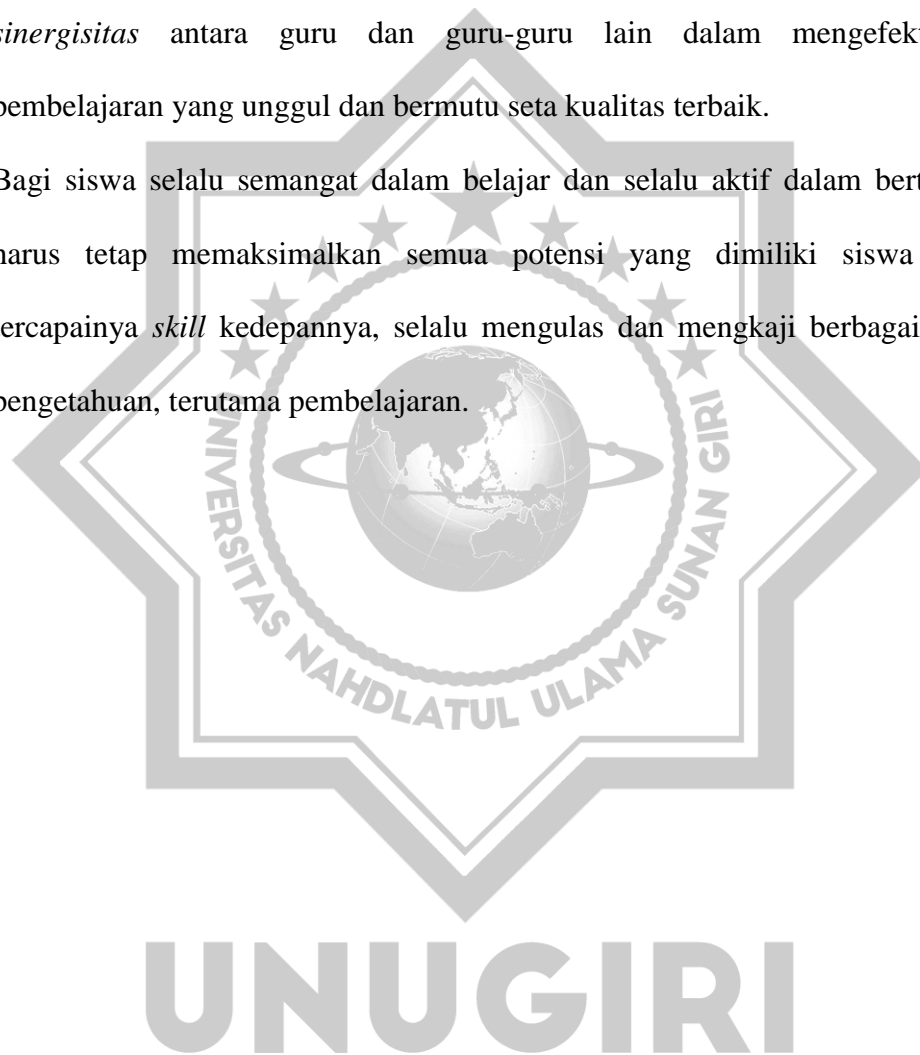 sinergisitas antara guru dan guru-guru lain dalam mengefek
pembelajaran yang unggul dan bermutu seta kualitas terbaik.
Bagi siswa selalu semangat dalam belajar dan selalu aktif dalam bert
harus tetap memaksimalkan semua potensi yang dimiliki siswa
tercapainya skill kedepannya, selalu mengulas dan mengkaji berbagai
pengetahuan, terutama pembelajaran.
UNIVERSITAS NAHDLATUL ULAMA SUNAN GIRI
UNUGIRI